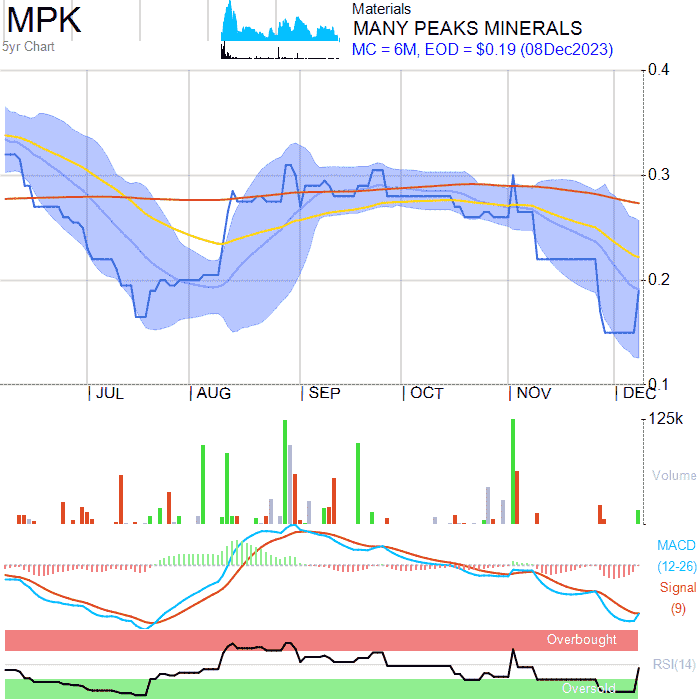 MPK
5yr Chart
Materials
MANY PEAKS MINERALS
MC = 6M, EOD = $0.19 (08Dec2023)
0.4
0.3
0.2
0.1
JUL
AUG
SEP
OCT
NOV
DEC
125k
Volume
MACD
(12-26)
Signal
(9)
Overbought
RSI(14)
Oversold